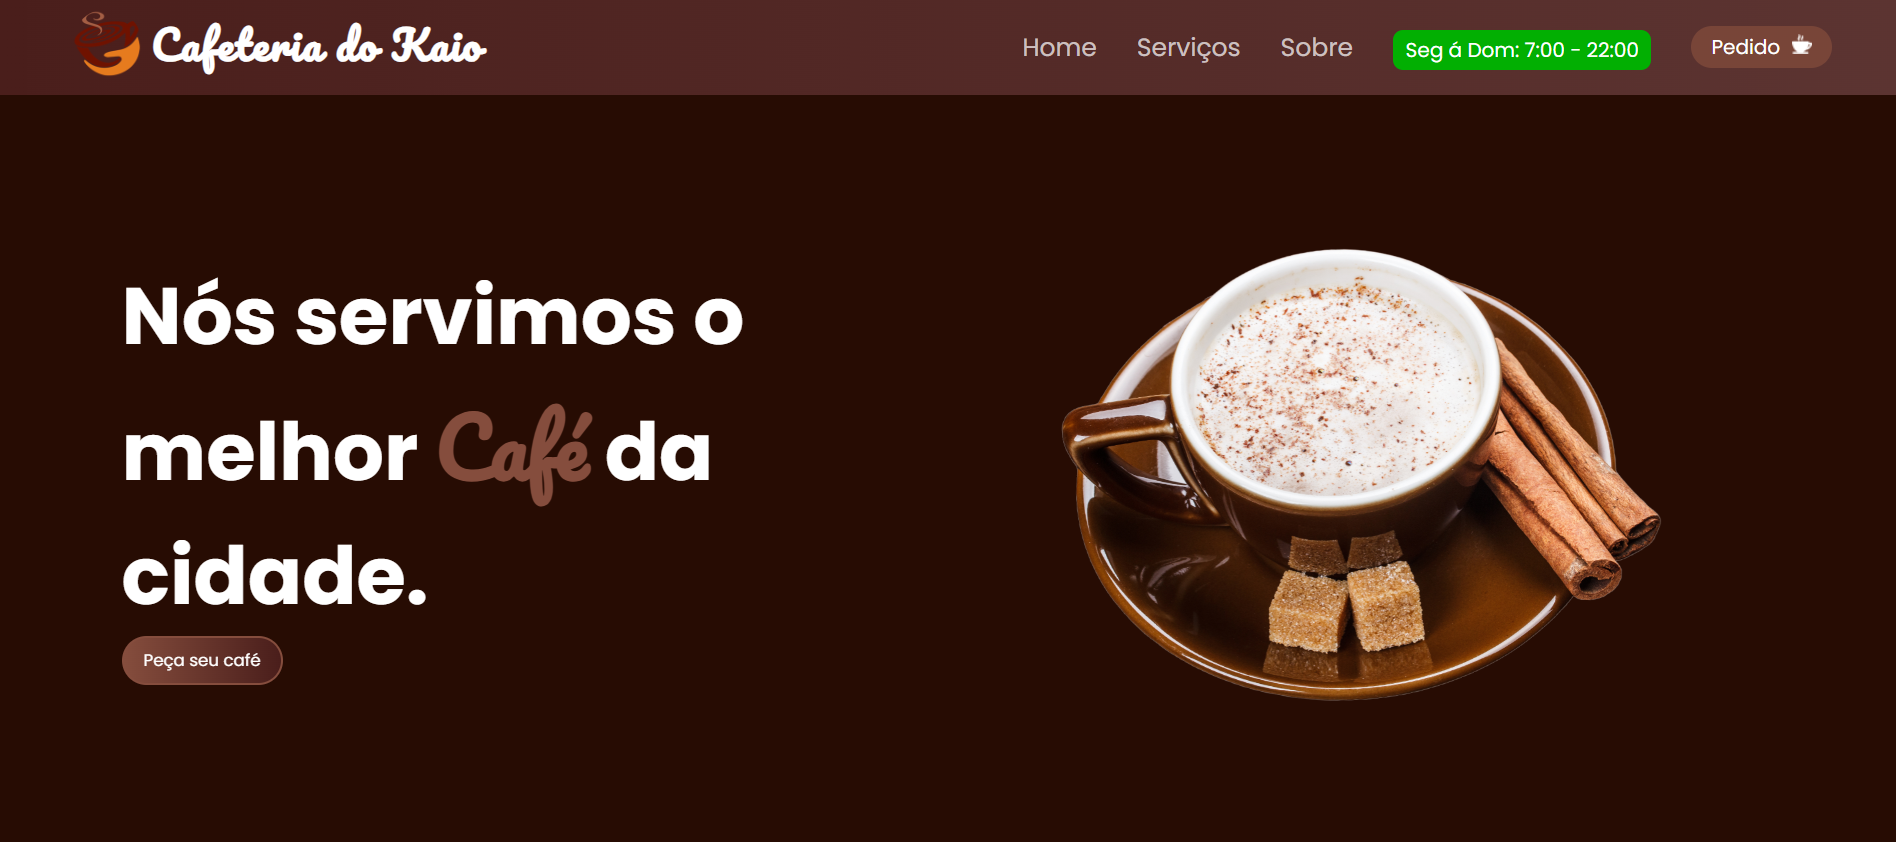 Cafeteria do Kaio
Home
Serviços
Sobre
Seg á Dom: 7:00 - 22:00
Pedido
Nós servimos o
melhor Café da
cidade.
Peça seu café